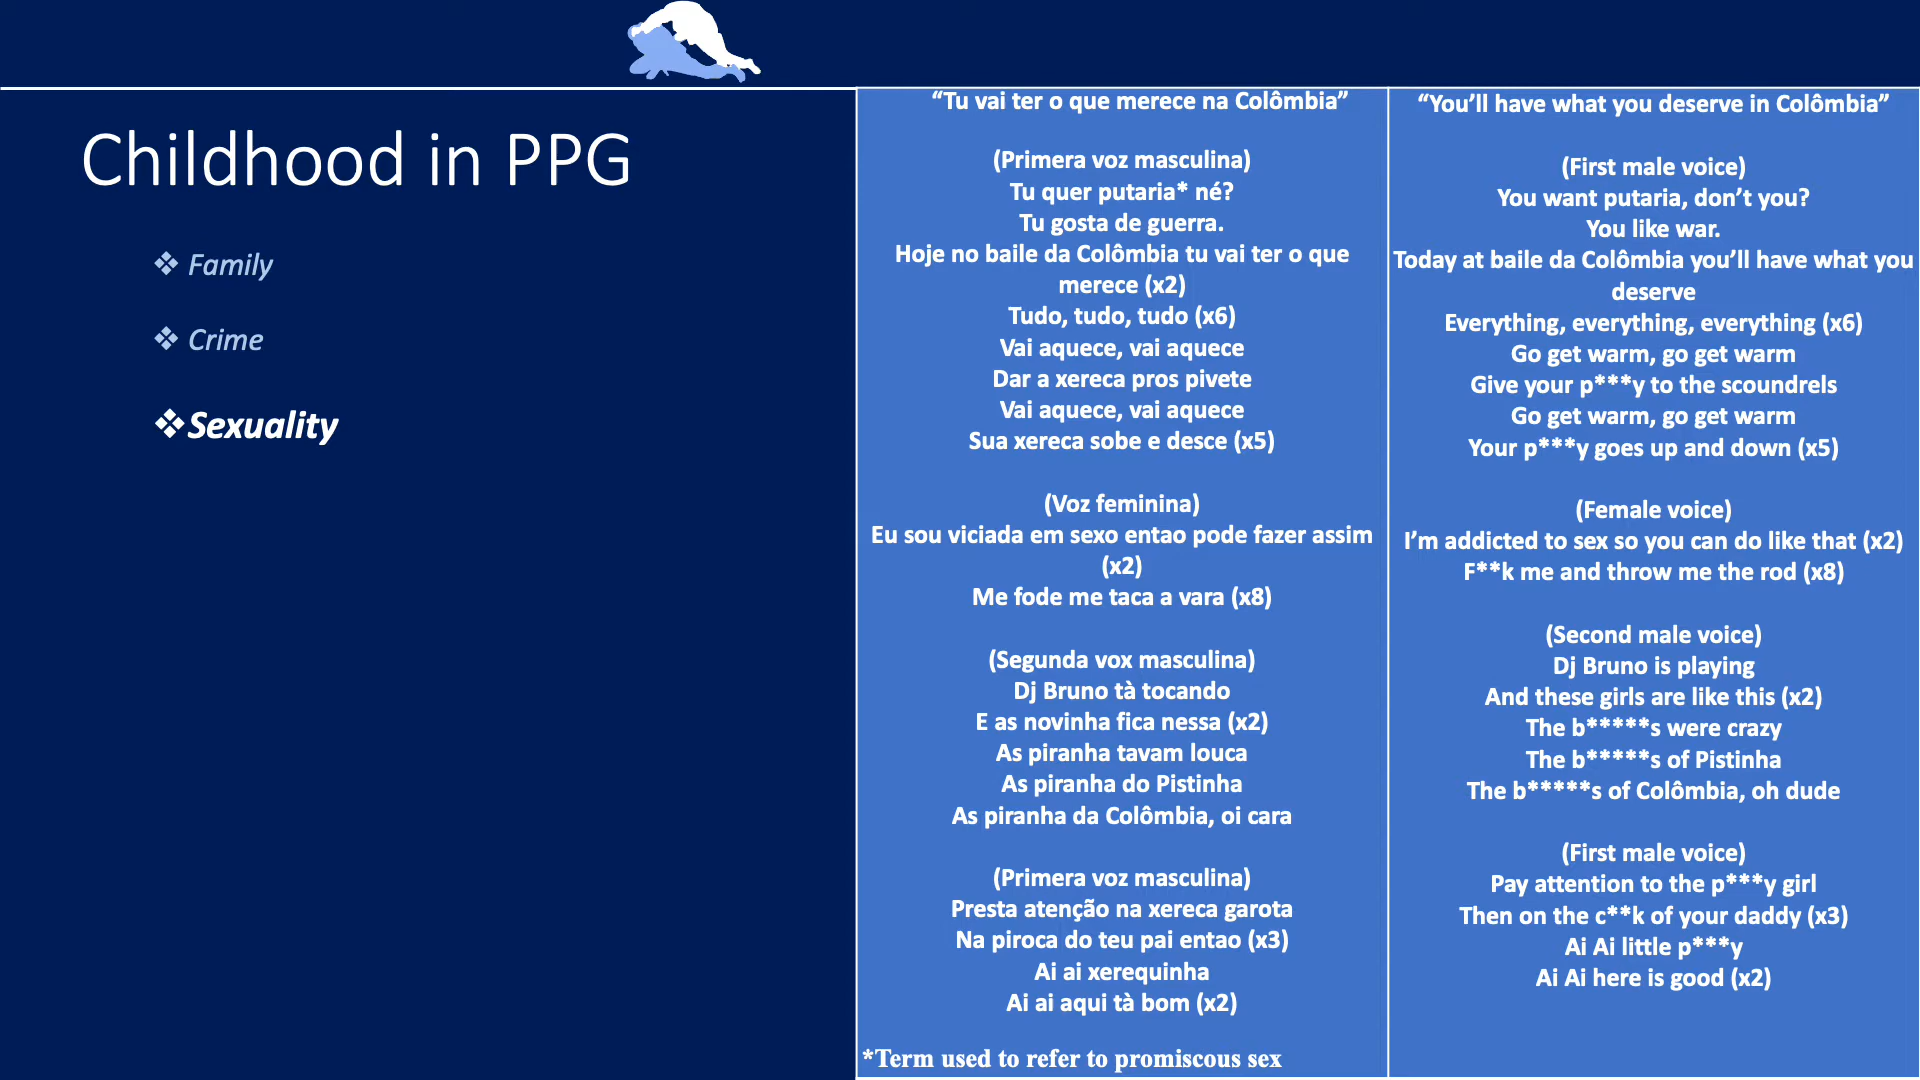 Childhood in PPG
❖ Family
❖ Crime
❖ Sexuality
“Tu vai ter o que merece na Colômbia”
(Primera voz masculina)
Tu quer putaria* né?
Tu gosta de guerra.
Hoje no baile da Colômbia tu vai ter o que
merece (x2)
Tudo, tudo, tudo (x6)
Vai aquece, vai aquece
Dar a xereca pros pivete
Vai aquece, vai aquece
Sua xereca sobe e desce (x5)
(Voz feminina)
Eu sou viciada em sexo entao pode fazer assim
(x2)
Me fode me taca a vara (x8)
(Segunda vox masculina)
Dj Bruno tà tocando
E as novinha fica nessa (x2)
As piranha tavam louca
As piranha do Pistinha
As piranha da Colômbia, oi cara
(Primera voz masculina)
Presta atenção na xereca garota
Na piroca do teu pai entao (x3)
Ai ai xerequinha
Ai ai aqui tà bom (x2)
*Term used to refer to promiscous sex
“You’ll have what you deserve in Colômbia”
(First male voice)
You want putaria, don’t you?
You like war.
Today at baile da Colômbia you’ll have what you
deserve
Everything, everything, everything (x6)
Go get warm, go get warm
Give your p***y to the scoundrels
Go get warm, go get warm
Your p***y goes up and down (x5)
(Female voice)
I’m addicted to sex so you can do like that (x2)
F**k me and throw me the rod (x8)
(Second male voice)
Dj Bruno is playing
And these girls are like this (x2)
The b*****s were crazy
The b*****s of Pistinha
The b*****s of Colômbia, oh dude
(First male voice)
Pay attention to the p***y girl
Then on the c**k of your daddy (x3)
Ai Ai little p***y
Ai Ai here is good (x2)